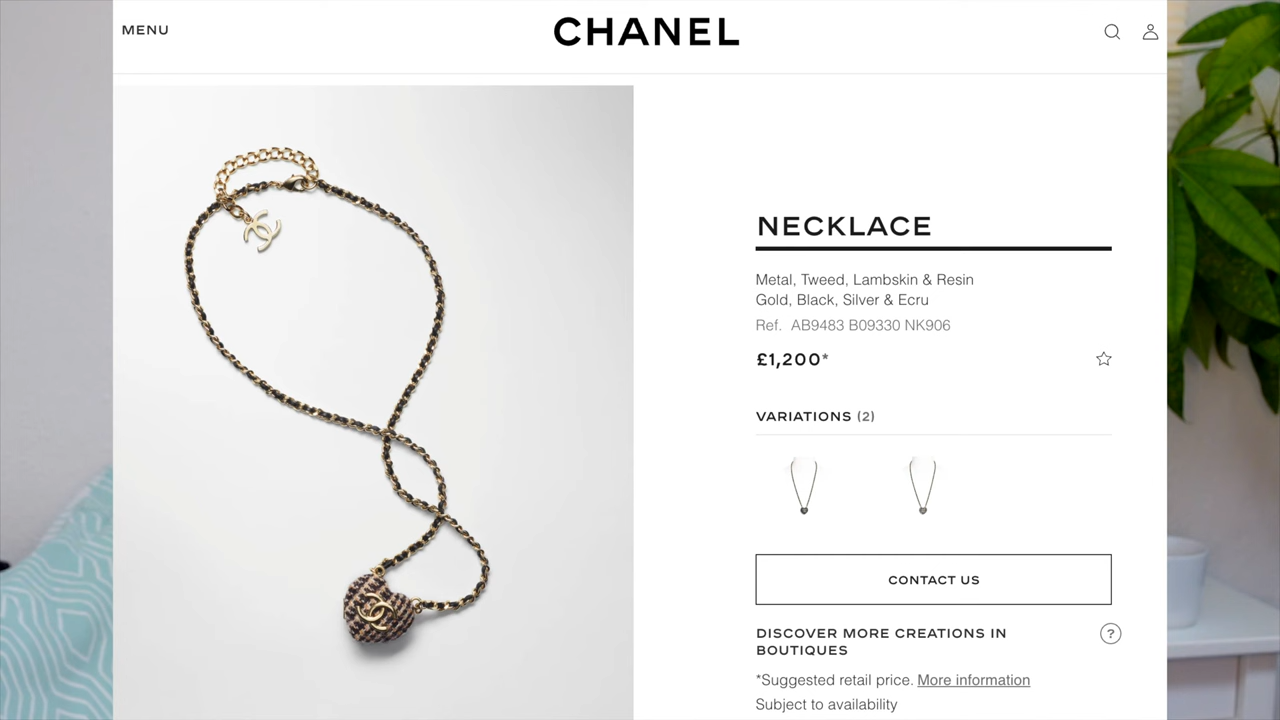 MENU
CHANEL
NECKLACE
Metal, Tweed, Lambskin & Resin
Gold, Black, Silver & Ecru
Ref. AB9483 B09330 NK906
£1,200*
VARIATIONS (2)
CONTACT US
DISCOVER MORE CREATIONS IN
BOUTIQUES
?
*Suggested retail price. More information
Subject to availability